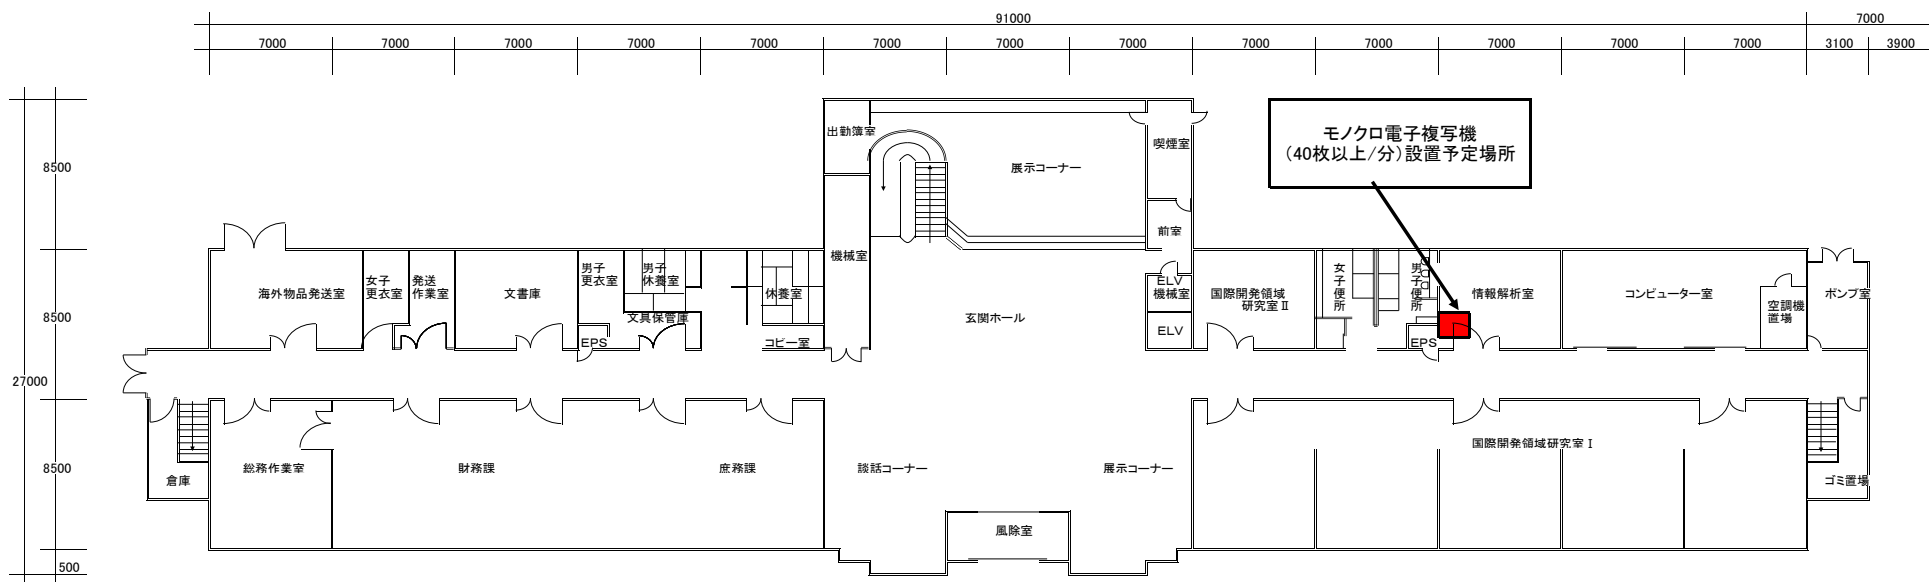 91000
7000
7000
7000
7000
7000
7000
7000
7000
7000
7000
7000
7000
7000
3100
3900
8500
8500
27000
8500
500
モノクロ電子複写機
（40枚以上/分）設置予定場所
出勤簿室
喫煙室
展示コーナー
前室
機械室
海外物品発送室
女子
更衣室
発送
作業室
文書庫
男子
更衣室
男子
休養室
休養室
文具保管庫
EPS
コピー室
玄関ホール
ELV
機械室
ELV
国際開発領域
研究室Ⅱ
女子便所
男子便所
EPS
情報解析室
コンピューター室
空調機
置場
ポンプ室
倉庫
総務作業室
財務課
庶務課
談話コーナー
展示コーナー
風除室
国際開発領域研究室Ⅰ
ゴミ置場